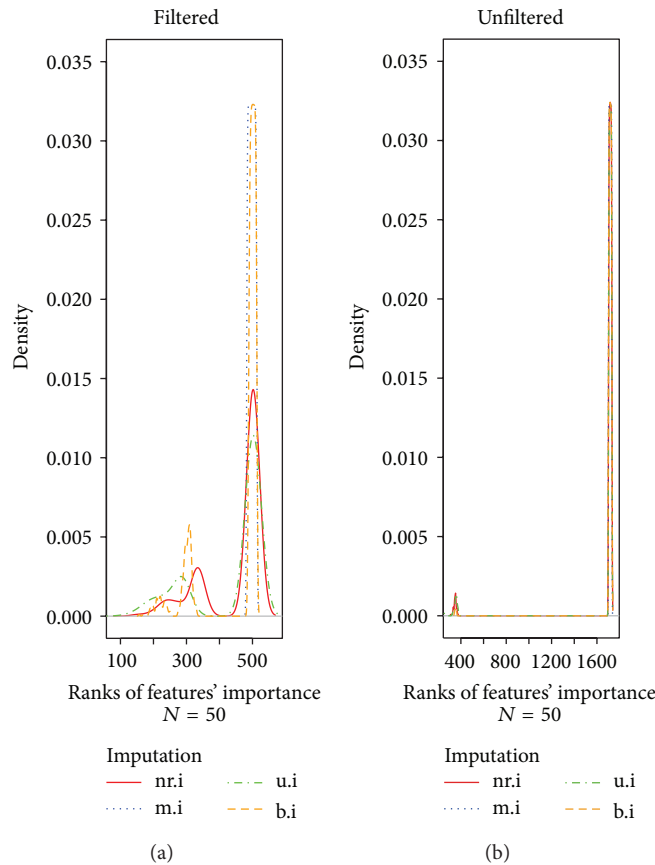 Filtered
0.035
0.030
0.025
0.020
0.015
0.010
0.005
0.000
Density
100 300 500
Ranks of features' importance
N = 50
Imputation
nr.i u.i
m.i b.i
(a)
Unfiltered
0.035
0.030
0.025
0.020
0.015
0.010
0.005
0.000
Density
400 800 1200 1600
Ranks of features' importance
N = 50
Imputation
nr.i u.i
m.i b.i
(b)